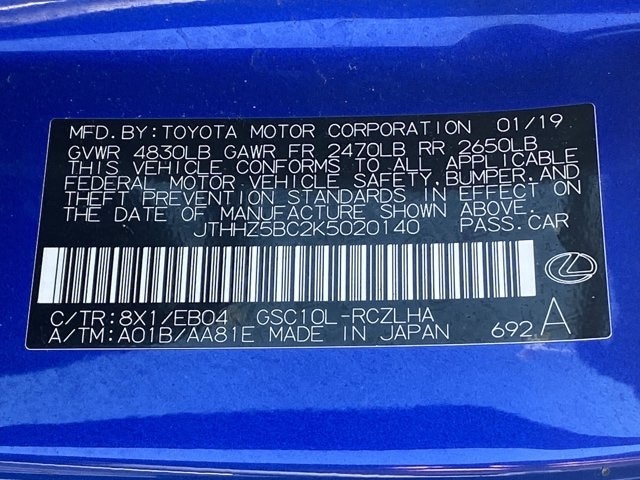 MFD.BY:TOYOTA MOTOR CORPORATION 01/19
GVWR 4830LB GAWR FR 2470LB RR 2650LB
THIS VEHICLE CONFORMS TO ALL APPLICABLE
FEDERAL MOTOR VEHICLE SAFETY,BUMPER,AND
THEFT PREVENTION STANDARDS IN EFFECT ON
THE DATE OF MANUFACTURE SHOWN ABOVE.
JTHHZ5BC2K5020140 PASS.CAR
C/TR:8X1/EB04 GSC10L-RCZLHA
A/TM:A01B/AA81E MADE IN JAPAN 692 A